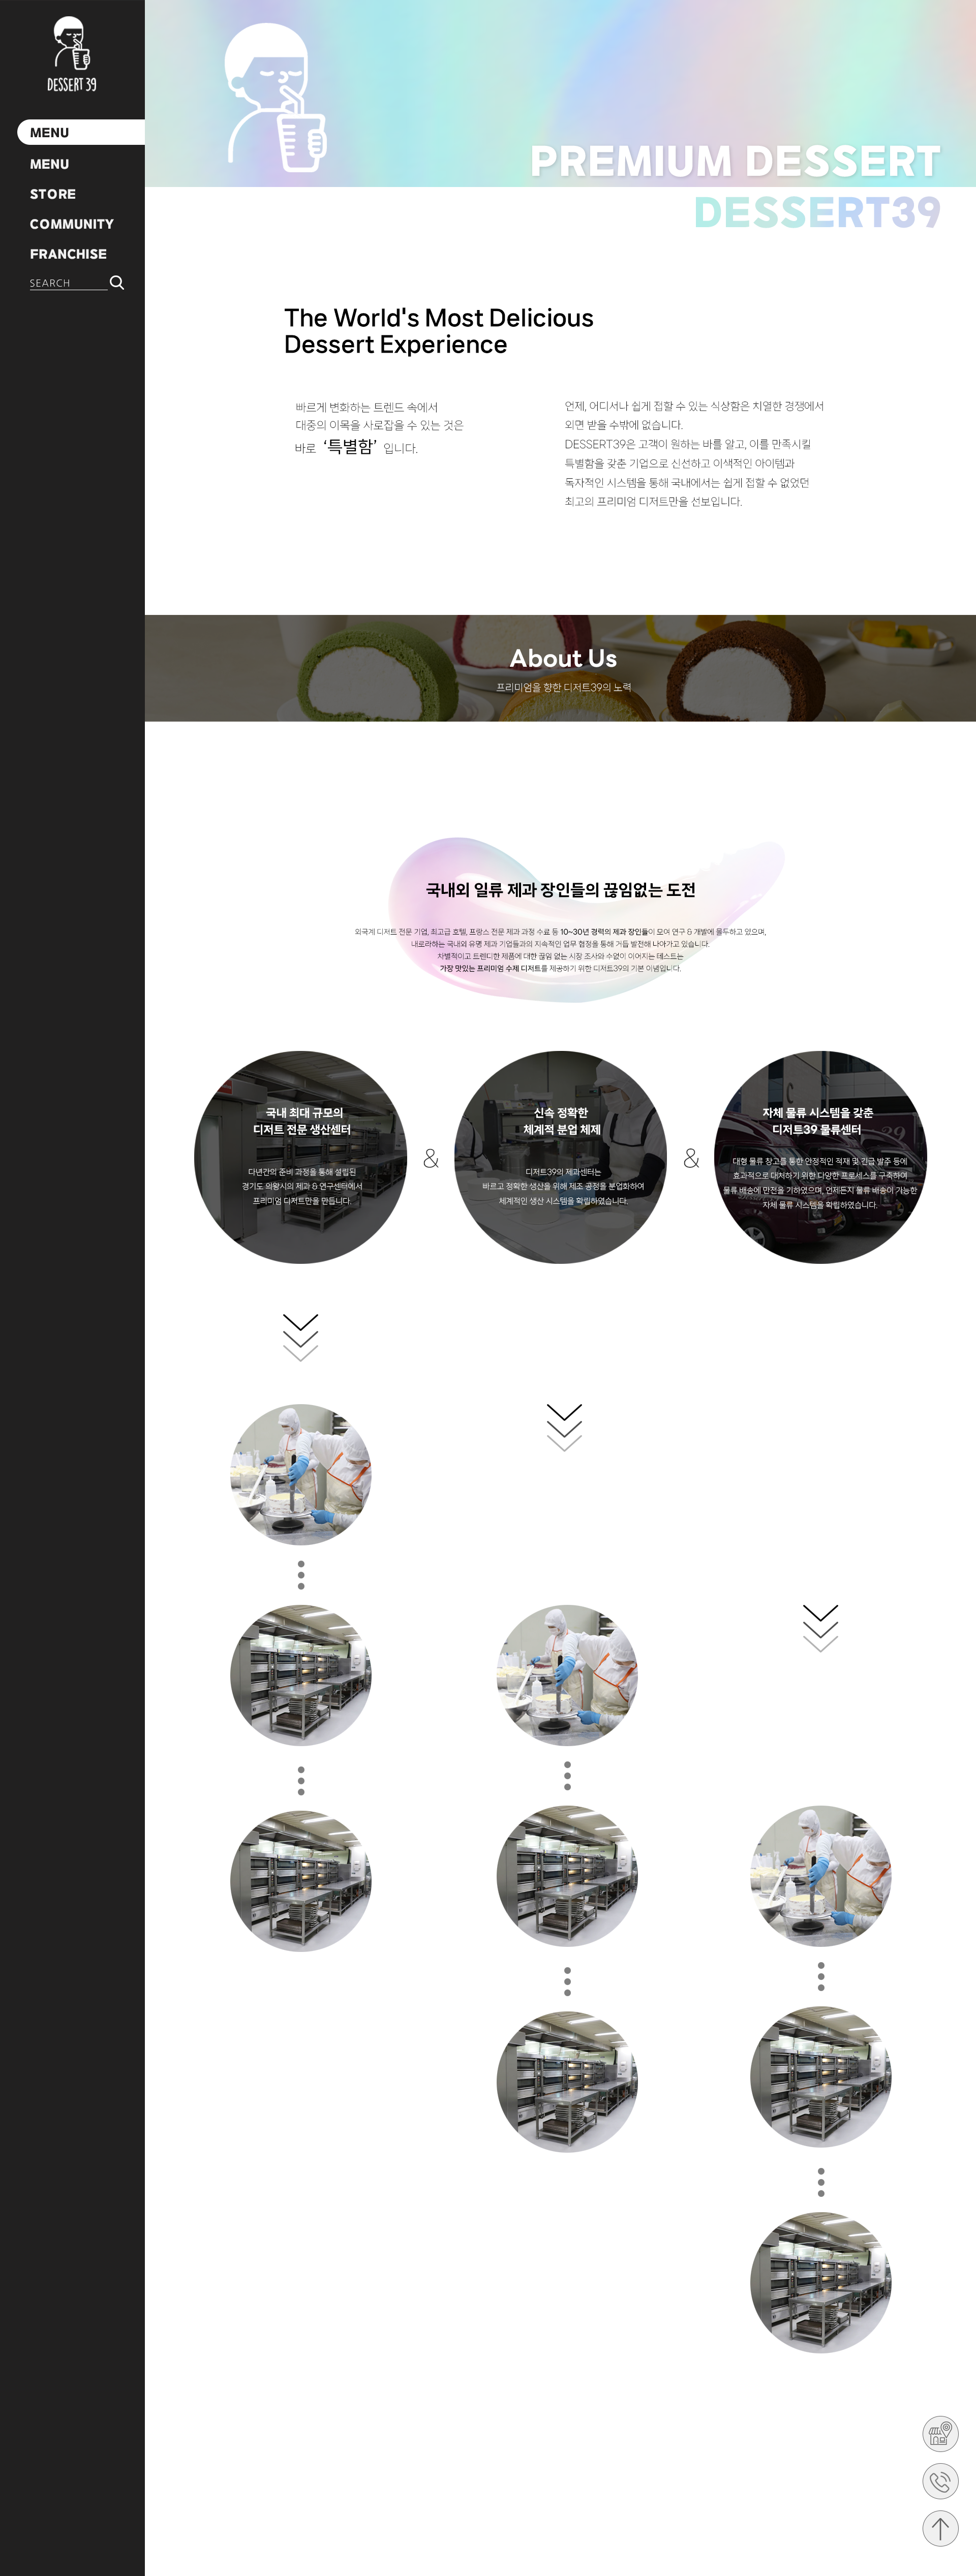 DESSERT 39
MENU
MENU
STORE
COMMUNITY
FRANCHISE
SEARCH
PREMIUM DESSERT
DESSERT39
The World's Most Delicious
Dessert Experience
빠르게 변화하는 트렌드 속에서
대중의 이목을 사로잡을 수 있는 것은
바로 ‘특별함’ 입니다.
언제, 어디서나 쉽게 접할 수 있는 식상함은 치열한 경쟁에서
외면 받을 수밖에 없습니다.
DESSERT39은 고객이 원하는 바를 알고, 이를 만족시킬
특별함을 갖춘 기업으로 신선하고 이색적인 아이템과
독자적인 시스템을 통해 국내에서는 쉽게 접할 수 없었던
최고의 프리미엄 디저트만을 선보입니다.
About Us
프리미엄을 향한 디저트39의 노력
국내외 일류 제과 장인들의 끊임없는 도전
외국계 디저트 전문 기업, 최고급 호텔, 프랑스 전문 제과 과정 수료 등 10~30년 경력의 제과 장인들이 모여 연구 & 개발에 몰두하고 있으며,
내로라하는 국내외 유명 제과 기업들과의 지속적인 업무 협정을 통해 거듭 발전해 나아가고 있습니다.
차별적이고 트렌디한 제품에 대한 끊임 없는 시장 조사와 수없이 이어지는 테스트는
가장 맛있는 프리미엄 수제 디저트를 제공하기 위한 디저트39의 기본 이념입니다.
국내 최대 규모의
디저트 전문 생산센터
다년간의 준비 과정을 통해 설립된
경기도 의왕시의 제과 & 연구센터에서
프리미엄 디저트만을 만듭니다.
&
신속 정확한
체계적 분업 체제
디저트39의 제과센터는
빠르고 정확한 생산을 위해 제조 공정을 분업화하여
체계적인 생산 시스템을 확립하였습니다.
&
자체 물류 시스템을 갖춘
디저트39 물류센터
대형 물류 창고를 통한 안정적인 적재 및 긴급 발주 등에
효과적으로 대처하기 위한 다양한 프로세스를 구축하여
물류 배송에 만전을 기하였으며, 언제든지 물류 배송이 가능한
자체 물류 시스템을 확립하였습니다.